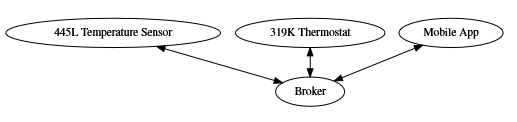 445L Temperature Sensor
319K Thermostat
Mobile App
Broker